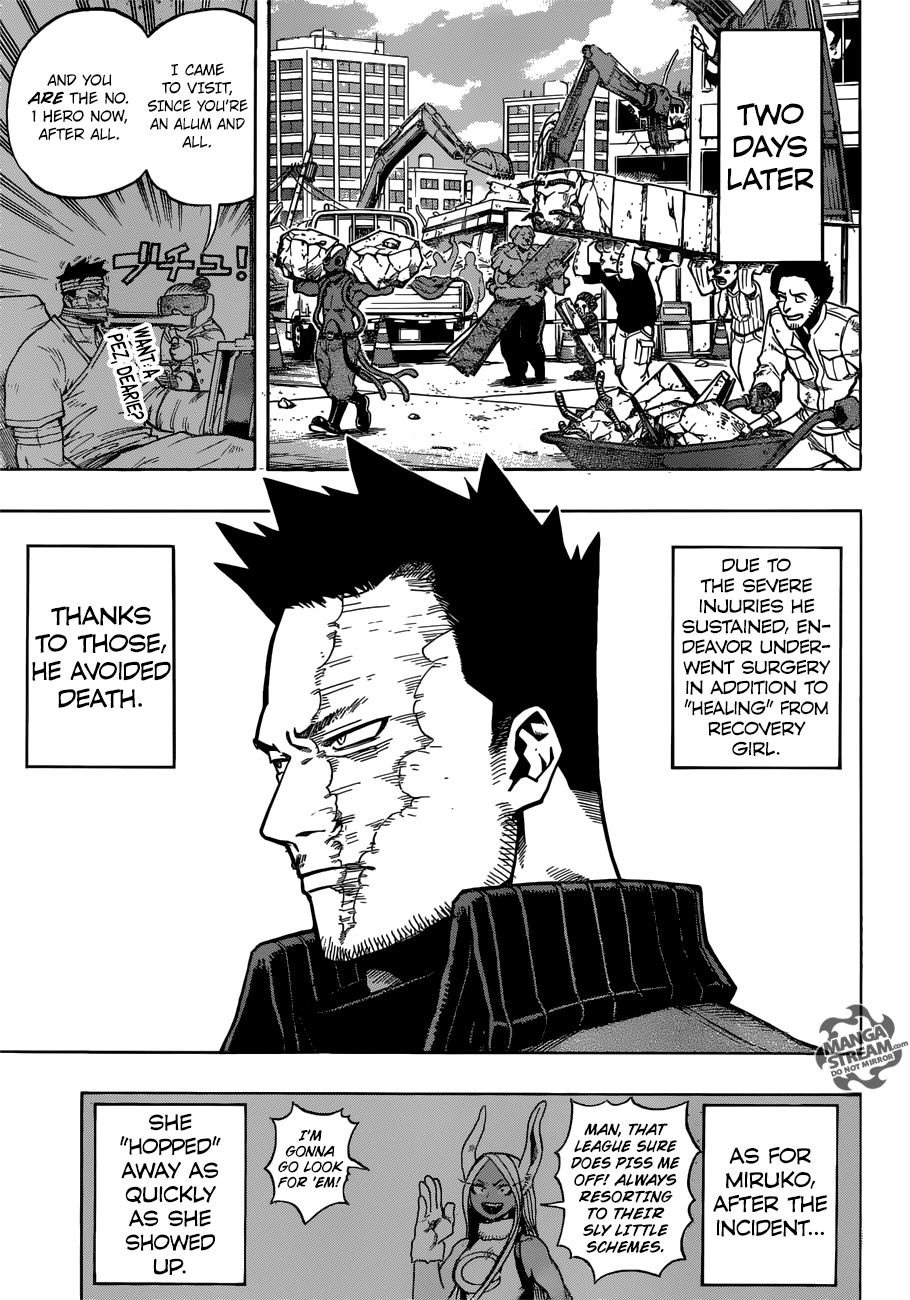 TWO
DAYS
LATER
I CAME
TO VISIT,
SINCE YOU'RE
AN ALUM AND
ALL.
AND YOU
ARE THE NO.
1 HERO NOW,
AFTER ALL.
ブチュ!
WANT A
PEZ, DEARIE?
DUE TO
THE SEVERE
INJURIES HE
SUSTAINED, EN-
DEAVOR UNDER-
WENT SURGERY
IN ADDITION TO
"HEALING" FROM
RECOVERY
GIRL.
THANKS
TO THOSE,
HE AVOIDED
DEATH.
MANGA
STREAM.com
DO NOT MIRROR
AS FOR
MIRUKO,
AFTER THE
INCIDENT...
MAN, THAT
LEAGUE SURE
DOES PISS ME
OFF! ALWAYS
RESORTING
TO THEIR
SLY LITTLE
SCHEMES.
I'M
GONNA
GO LOOK
FOR 'EM!
SHE
"HOPPED"
AWAY AS
QUICKLY
AS SHE
SHOWED
UP.